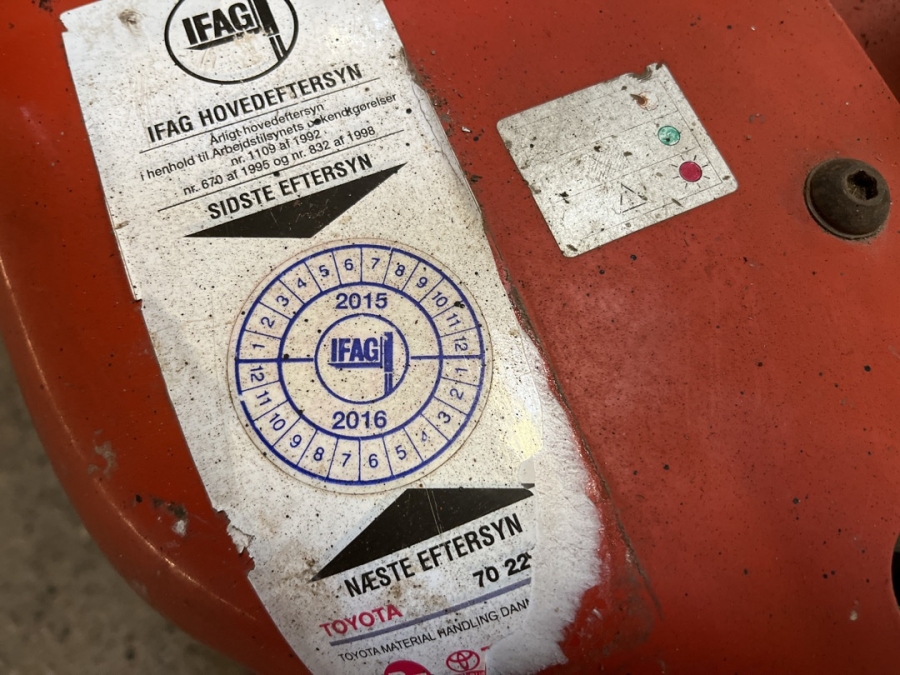 IFAG
IFAG HOVEDEFTERSYN
Årligt hovedeftersyn
i henhold til Arbejdstilsynets bekendtgørelser
nr. 1109 af 1992
nr. 670 af 1995 og nr. 832 af 1998
SIDSTE EFTERSYN
1 2 3 4 5 6 7 8 9 10 11 12
2015
IFAG
2016
12 11 10 9 8 7 6 5 4 3 2 1
NÆSTE EFTERSYN
70 22
TOYOTA
TOYOTA MATERIAL HANDLING